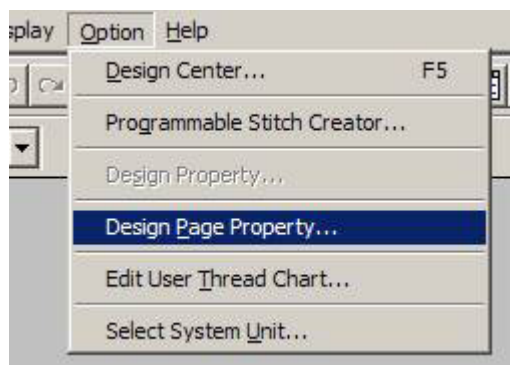 Option Help
Design Center... F5
Programmable Stitch Creator...
Design Property...
Design Page Property...
Edit User Thread Chart...
Select System Unit...